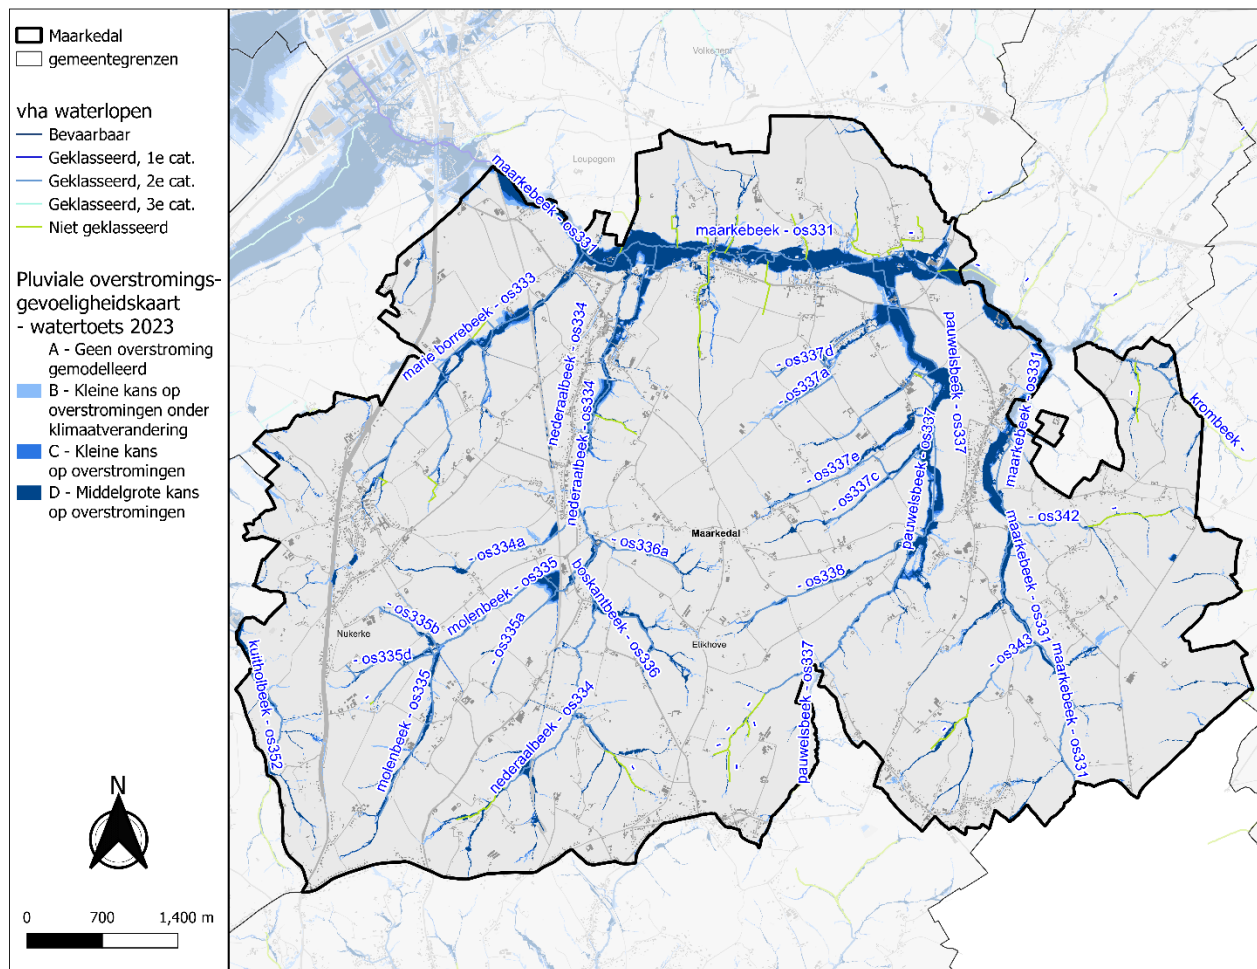 Maarkedal
gemeentegrenzen
vha waterlopen
Bevaarbaar
Geklasseerd, 1e cat.
Geklasseerd, 2e cat.
Geklasseerd, 3e cat.
Niet geklasseerd
Pluviale overstromings-
gevoeligheidskaart
- watertoets 2023
A - Geen overstroming
gemodelleerd
B - Kleine kans op
overstromingen onder
klimaatverandering
C - Kleine kans
op overstromingen
D - Middelgrote kans
op overstromingen
N
0 700 1,400 m
Volkegem
Loupogom
maarkebeek - os331
maarkebeek - os331
marie borrebeek - os333
nederaalbeek - os334
nederaalbeek - os334
nederaalbeek - os334
- os337d
- os337a
pauwelsbeek - os337
pauwelsbeek - os337
maarkebeek - os331
krombeek -
- os337e
- os337c
- os342
Maarkedal
- os334a
- os336a
molenbeek - os335
boskantbeek - os336
- os338
maarkebeek - os331
- os335b
Nukerke
- os335d
- os335a
Etikhove
- os343
kuitholbeek - os352
molenbeek - os335
nederaalbeek - os334
pauwelsbeek - os337
maarkebeek - os331